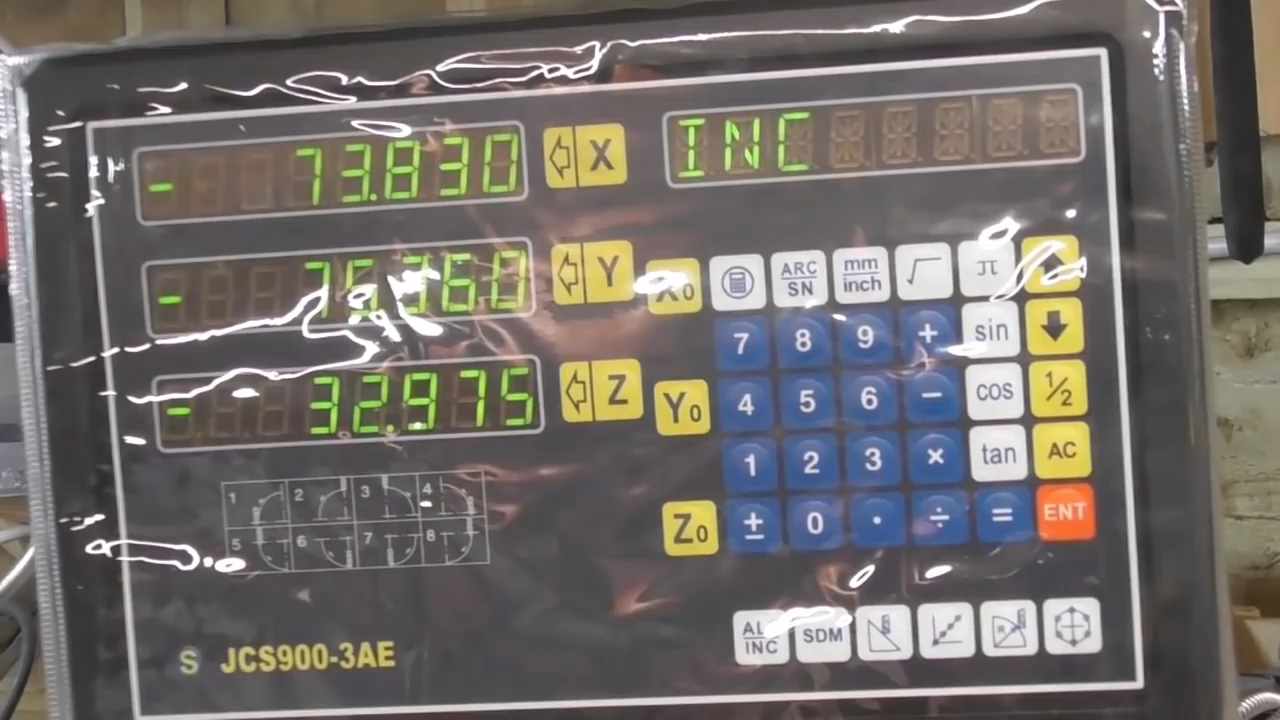 - 73.830 X INC
- 75.360 Y
X0 ARC/SN mm/inch √ π
7 8 9 + sin
- 32.975 Z
Y0 4 5 6 − cos 1/2
1 2 3 × tan AC
Z0 ± 0 · ÷ = ENT
1 2 3 4
5 6 7 8
INC SDM R
S JCS900-3AE